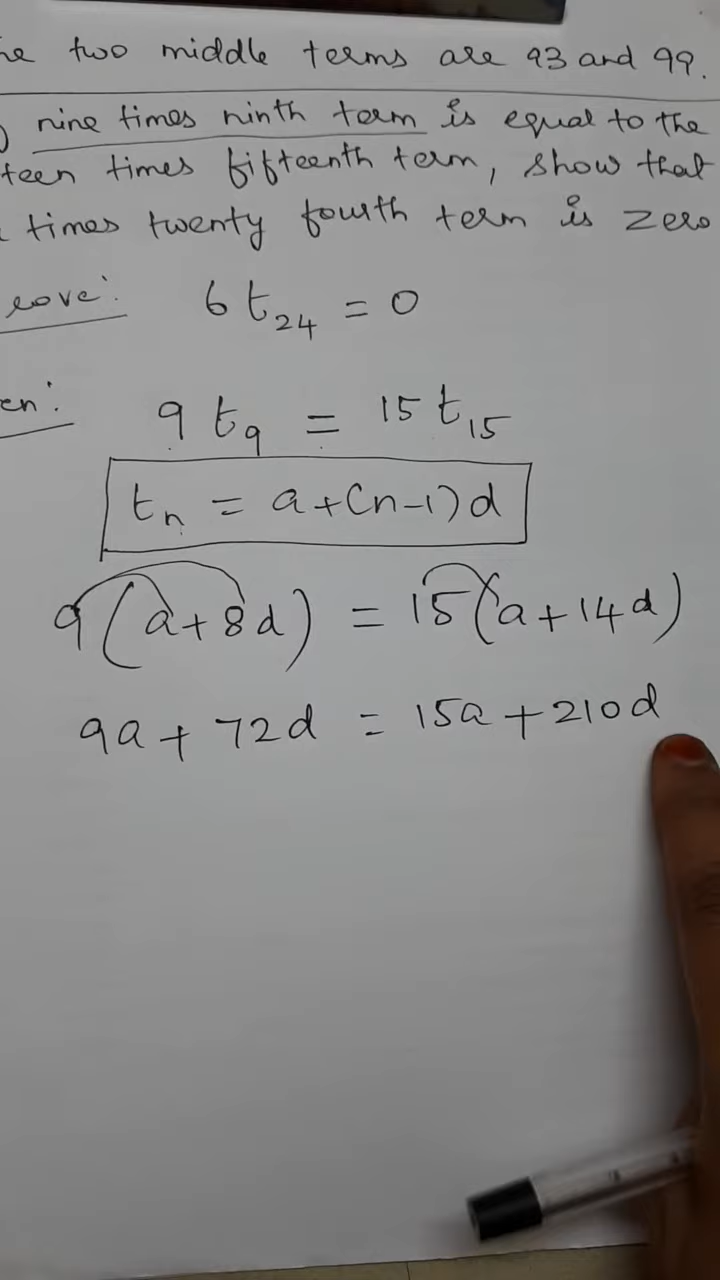 two middle terms are 93 and 99.
nine times ninth term is equal to the
teen times fifteenth term, show that
times twenty fourth term is zero
6 t24 = 0
9 t9 = 15 t15
tn = a+(n-1)d
9(a+8d) = 15(a+14d)
9a + 72d = 15a + 210d